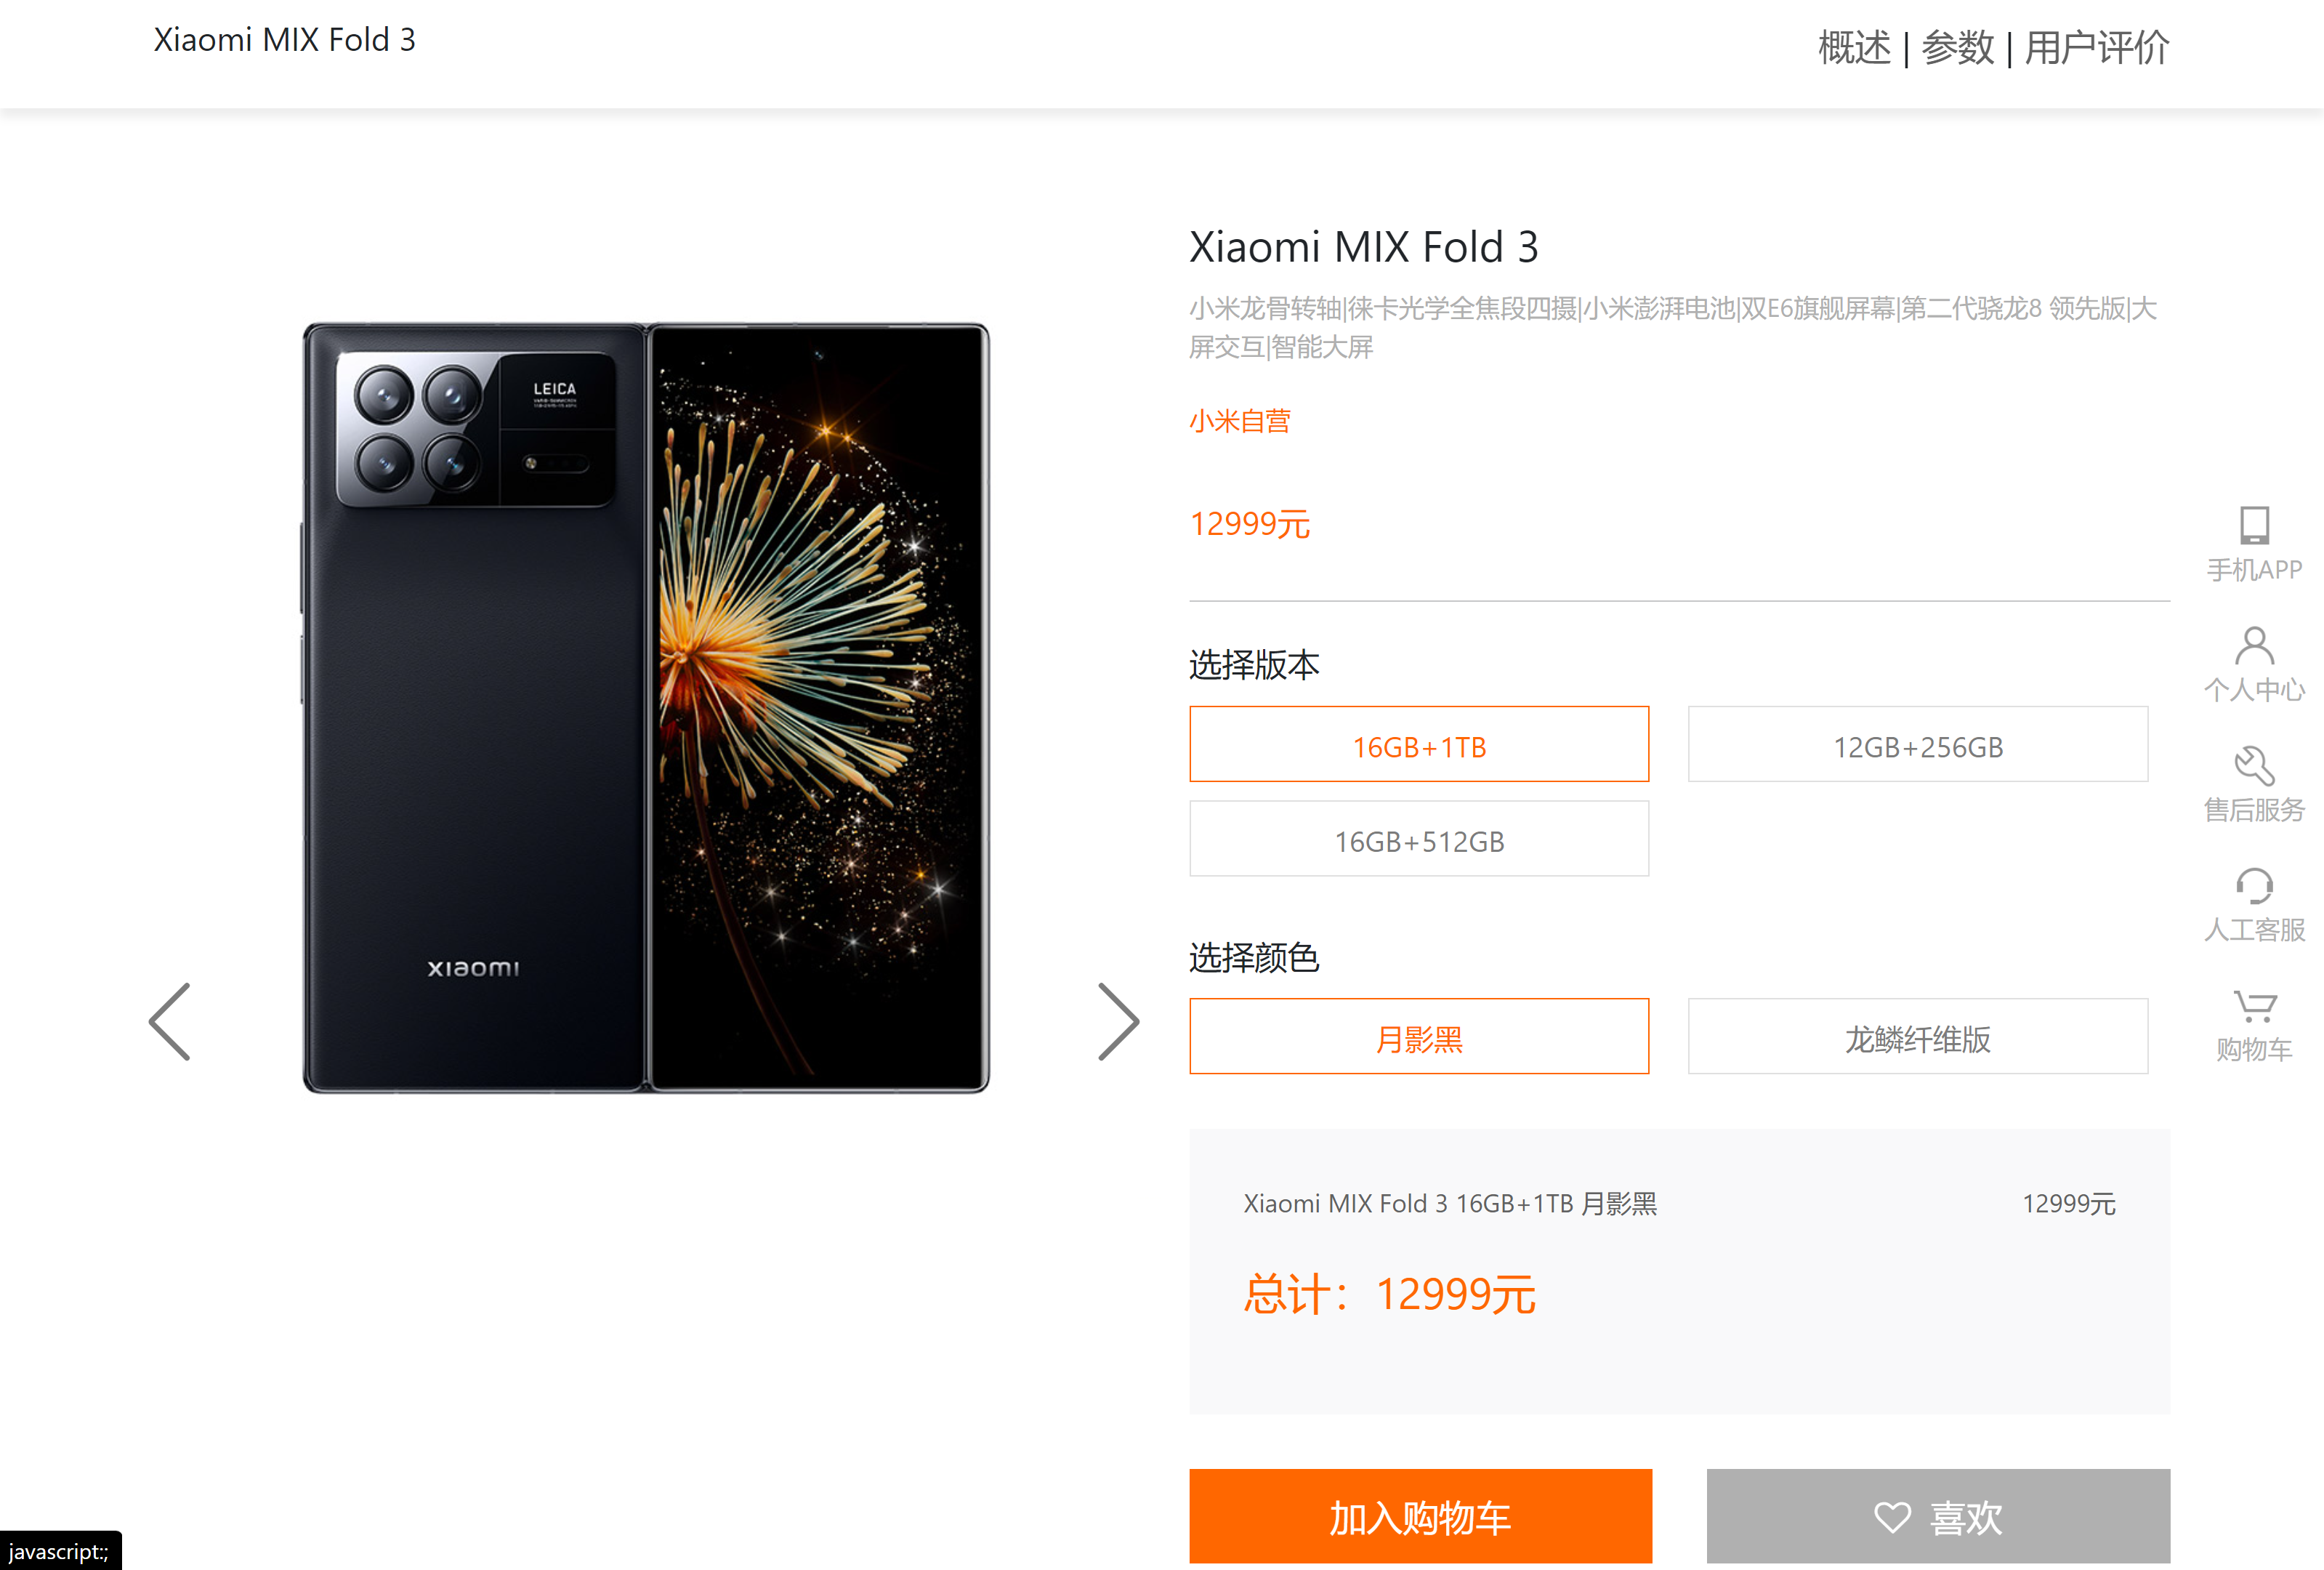 Xiaomi MIX Fold 3
概述 | 参数 | 用户评价
LEICA
xiaomi
Xiaomi MIX Fold 3
小米龙骨转轴|徕卡光学全焦段四摄|小米澎湃电池|双E6旗舰屏幕|第二代骁龙8 领先版|大
屏交互|智能大屏
小米自营
12999元
选择版本
16GB+1TB
12GB+256GB
16GB+512GB
选择颜色
月影黑
龙鳞纤维版
Xiaomi MIX Fold 3 16GB+1TB 月影黑
12999元
总计：12999元
加入购物车
喜欢
手机APP
个人中心
售后服务
人工客服
购物车
javascript:;